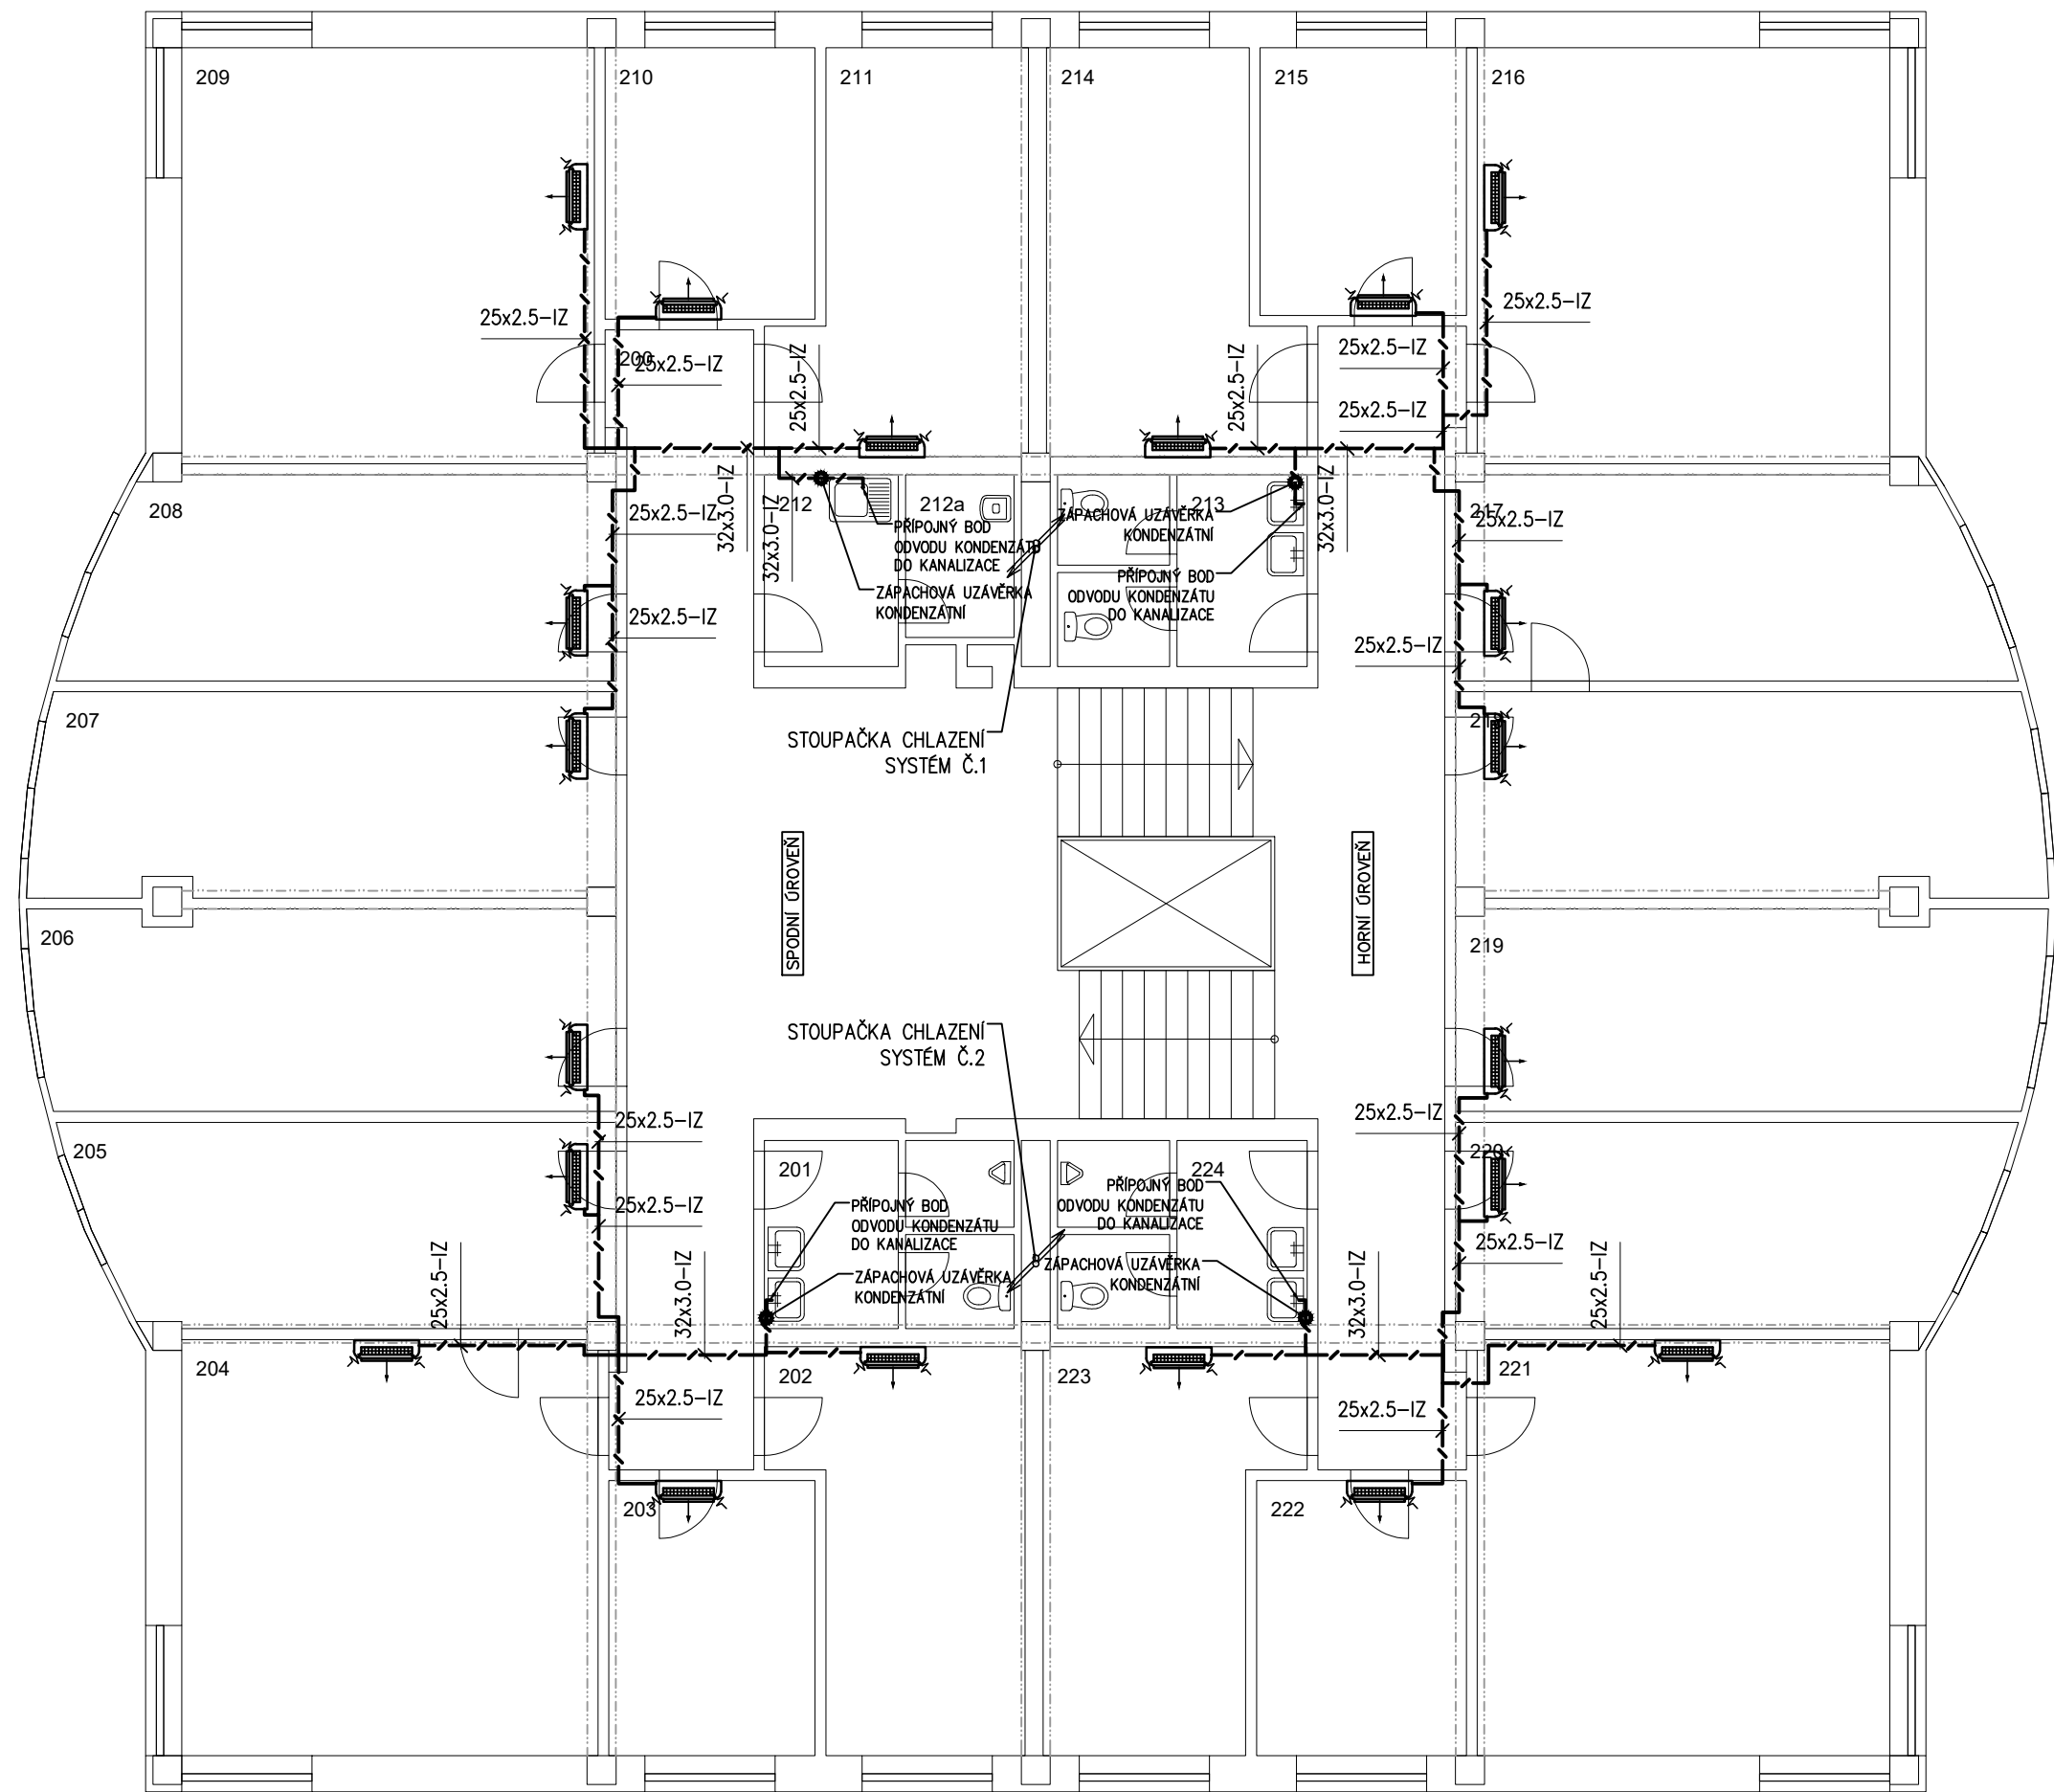 209
210
211
214
215
216
25x2.5-IZ
200
25x2.5-IZ
25x2.5-IZ
25x2.5-IZ
25x2.5-IZ
25x2.5-IZ
25x2.5-IZ
208
25x2.5-IZ
32x3.0-IZ
32x3.0-IZ
212
212a
PŘÍPOJNÝ BOD
ODVODU KONDENZÁTU
DO KANALIZACE
ZÁPACHOVÁ UZÁVĚRKA
KONDENZÁTNÍ
ZÁPACHOVÁ UZÁVĚRKA
KONDENZÁTNÍ
213
PŘÍPOJNÝ BOD
ODVODU KONDENZÁTU
DO KANALIZACE
32x3.0-IZ
217
25x2.5-IZ
25x2.5-IZ
25x2.5-IZ
207
STOUPAČKA CHLAZENÍ
SYSTÉM Č.1
SPODNÍ ÚROVEŇ
HORNÍ ÚROVEŇ
206
219
STOUPAČKA CHLAZENÍ
SYSTÉM Č.2
25x2.5-IZ
25x2.5-IZ
205
201
224
220
25x2.5-IZ
PŘÍPOJNÝ BOD
ODVODU KONDENZÁTU
DO KANALIZACE
ZÁPACHOVÁ UZÁVĚRKA
KONDENZÁTNÍ
PŘÍPOJNÝ BOD
ODVODU KONDENZÁTU
DO KANALIZACE
ZÁPACHOVÁ UZÁVĚRKA
KONDENZÁTNÍ
25x2.5-IZ
25x2.5-IZ
32x3.0-IZ
32x3.0-IZ
25x2.5-IZ
204
202
223
221
25x2.5-IZ
25x2.5-IZ
203
222